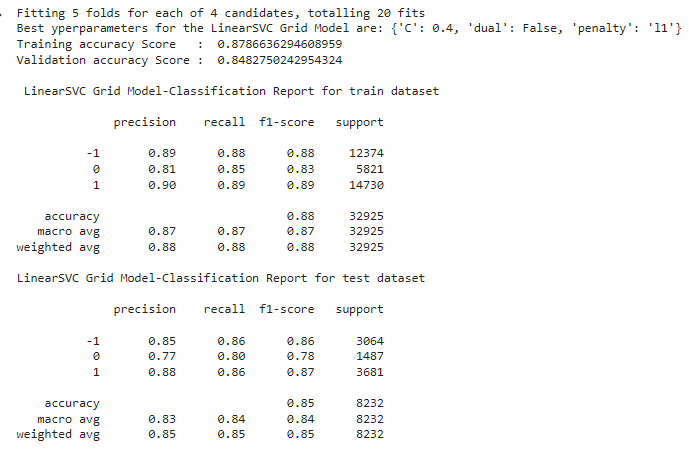 Fitting 5 folds for each of 4 candidates, totalling 20 fits
Best yperparameters for the LinearSVC Grid Model are: {'C': 0.4, 'dual': False, 'penalty': 'l1'}
Training accuracy Score   :  0.8786636294608959
Validation accuracy Score :  0.8482750242954324
LinearSVC Grid Model-Classification Report for train dataset
precision    recall  f1-score   support
-1       0.89      0.88      0.88     12374
0       0.81      0.85      0.83      5821
1       0.90      0.89      0.89     14730
accuracy                           0.88     32925
macro avg       0.87      0.87      0.87     32925
weighted avg       0.88      0.88      0.88     32925
LinearSVC Grid Model-Classification Report for test dataset
precision    recall  f1-score   support
-1       0.85      0.86      0.86      3064
0       0.77      0.80      0.78      1487
1       0.88      0.86      0.87      3681
accuracy                           0.85      8232
macro avg       0.83      0.84      0.84      8232
weighted avg       0.85      0.85      0.85      8232